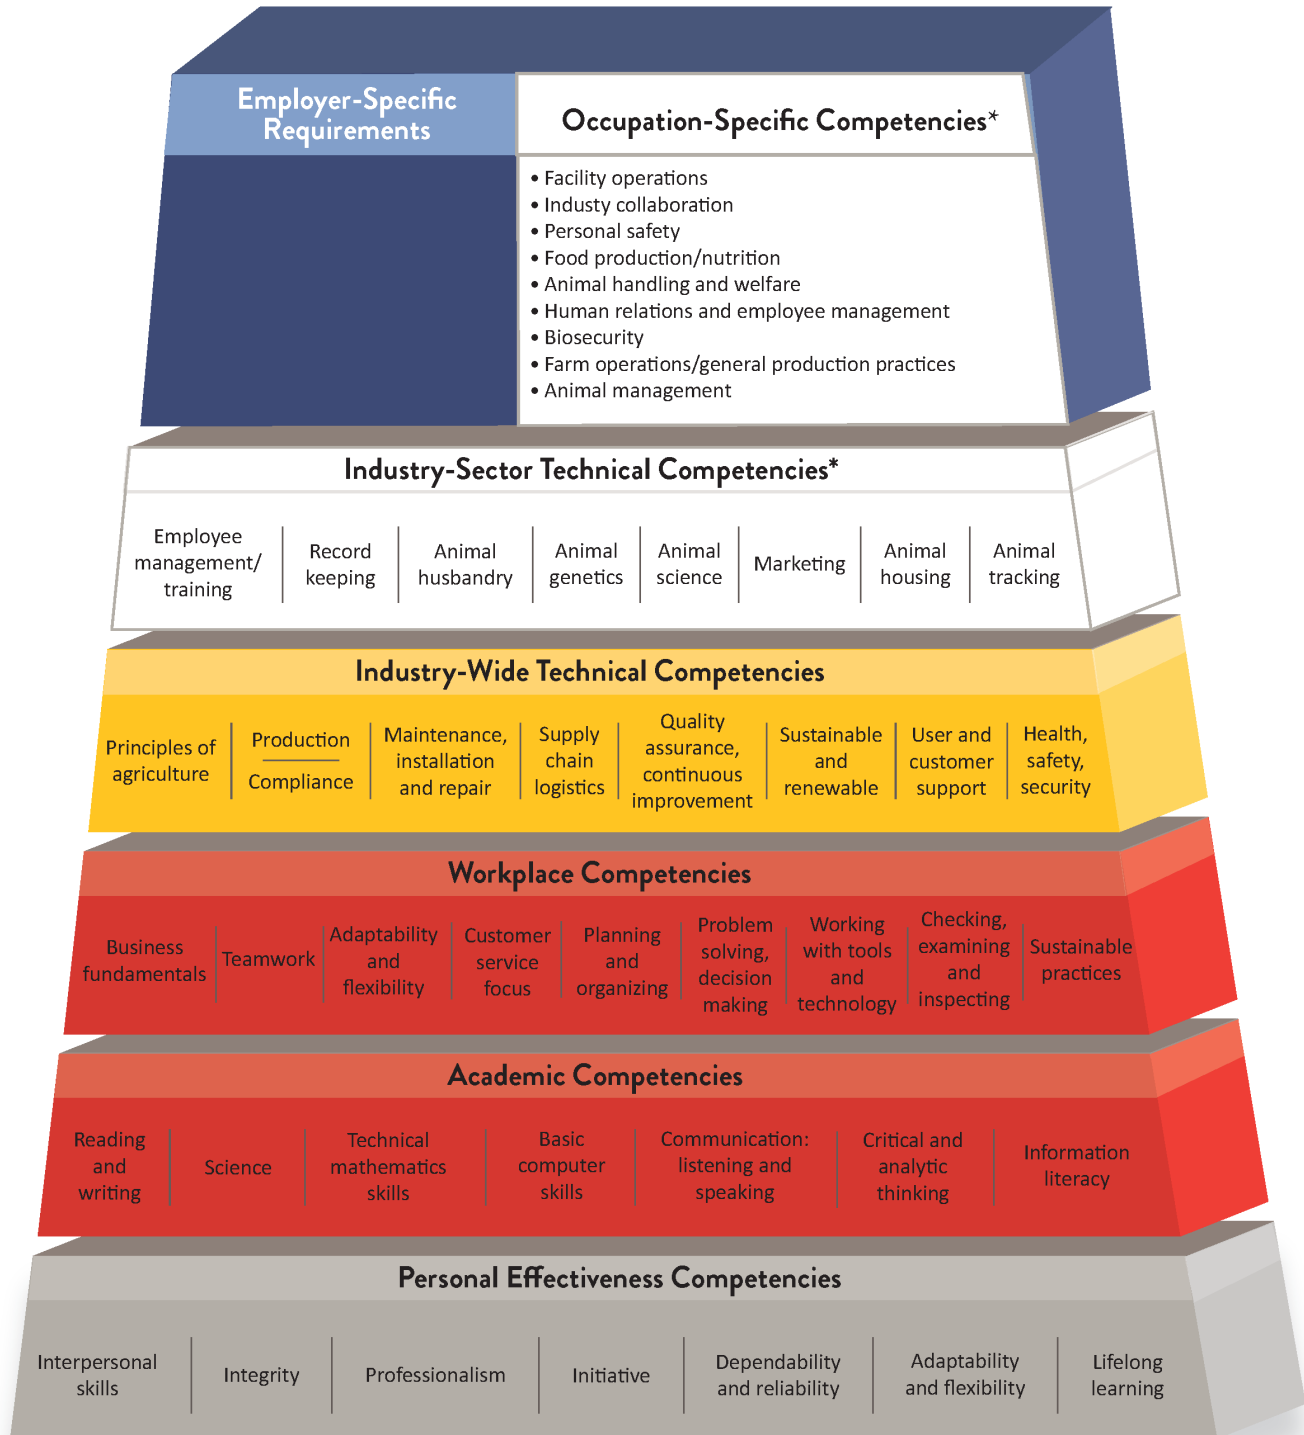 Employer-Specific
Requirements
Occupation-Specific Competencies*
• Facility operations
• Industy collaboration
• Personal safety
• Food production/nutrition
• Animal handling and welfare
• Human relations and employee management
• Biosecurity
• Farm operations/general production practices
• Animal management
Industry-Sector Technical Competencies*
Employee
management/
training
Record
keeping
Animal
husbandry
Animal
genetics
Animal
science
Marketing
Animal
housing
Animal
tracking
Industry-Wide Technical Competencies
Principles of
agriculture
Production
Compliance
Maintenance,
installation
and repair
Supply
chain
logistics
Quality
assurance,
continuous
improvement
Sustainable
and
renewable
User and
customer
support
Health,
safety,
security
Workplace Competencies
Business
fundamentals
Teamwork
Adaptability
and
flexibility
Customer
service
focus
Planning
and
organizing
Problem
solving,
decision
making
Working
with tools
and
technology
Checking,
examining
and
inspecting
Sustainable
practices
Academic Competencies
Reading
and
writing
Science
Technical
mathematics
skills
Basic
computer
skills
Communication:
listening and
speaking
Critical and
analytic
thinking
Information
literacy
Personal Effectiveness Competencies
Interpersonal
skills
Integrity
Professionalism
Initiative
Dependability
and reliability
Adaptability
and flexibility
Lifelong
learning